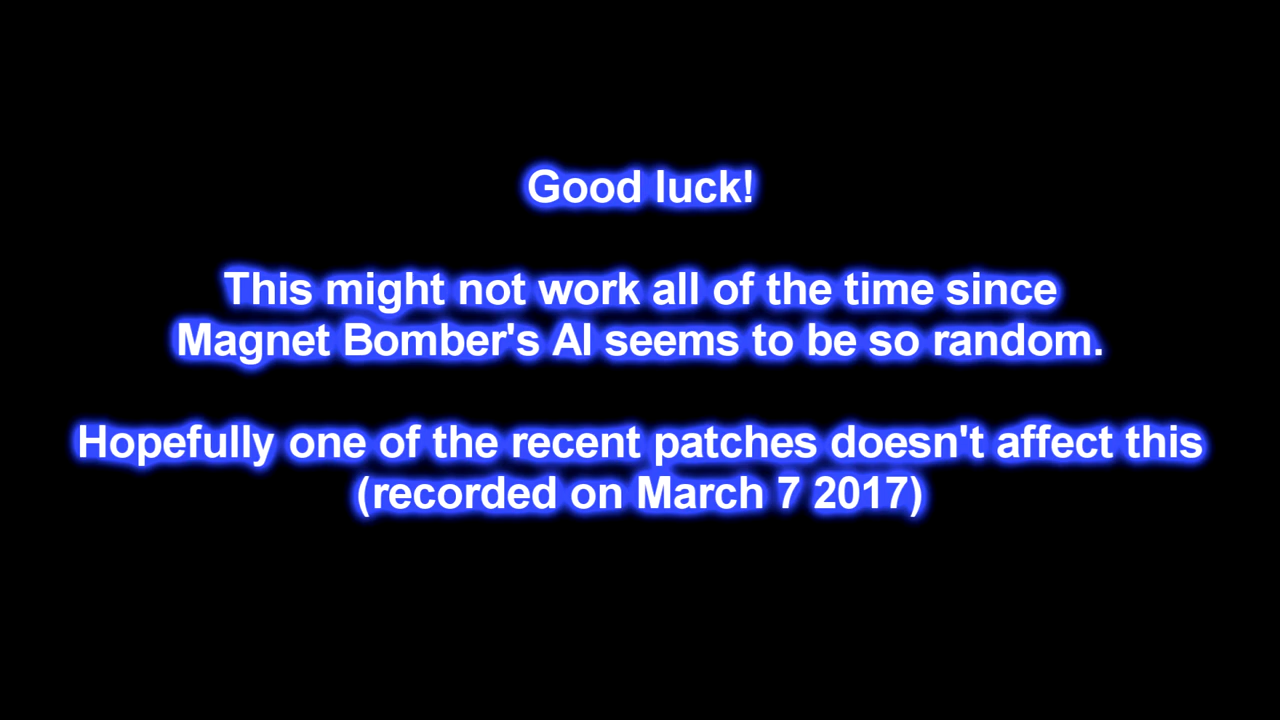 Good luck!
This might not work all of the time since
Magnet Bomber's AI seems to be so random.
Hopefully one of the recent patches doesn't affect this
(recorded on March 7 2017)